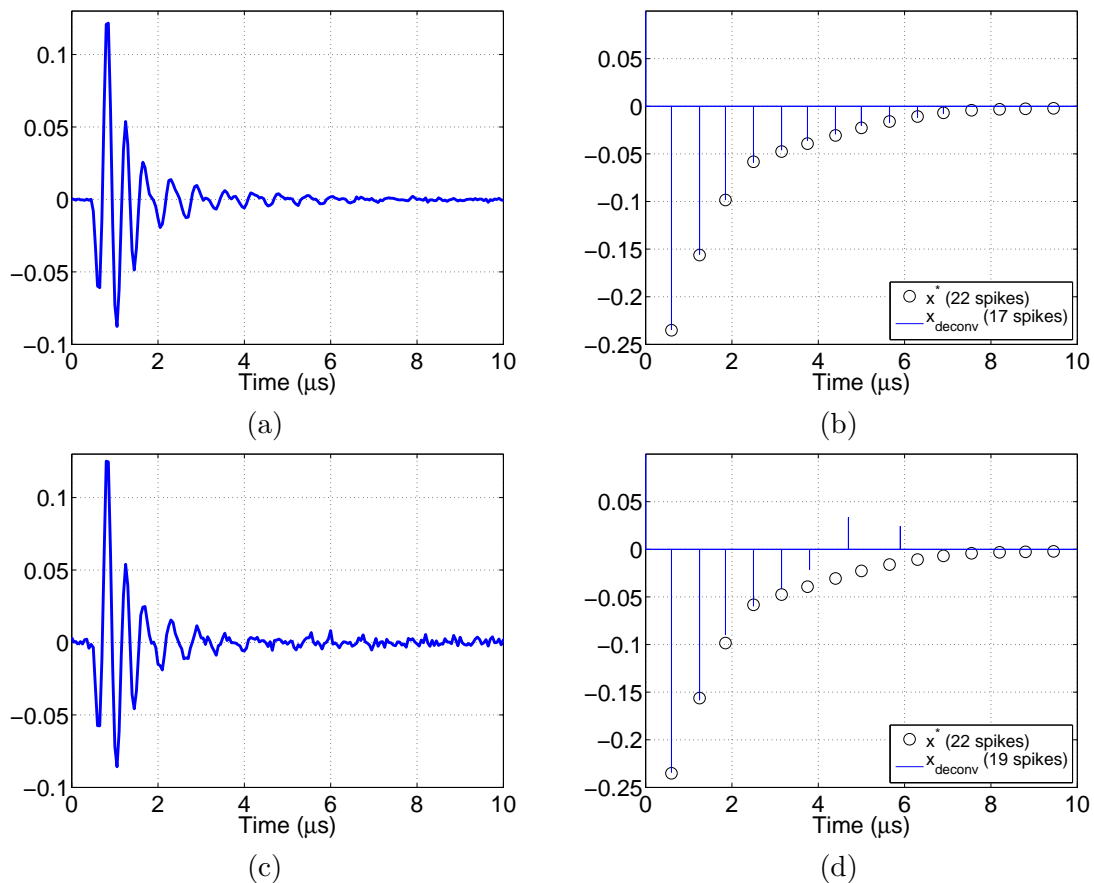 0.1
0.05
0
−0.05
−0.1
0 2 4 6 8 10
Time (μs)
(a)
0.05
0
−0.05
−0.1
−0.15
−0.2
−0.25
0 2 4 6 8 10
Time (μs)
x* (22 spikes)
x_deconv (17 spikes)
(b)
0.1
0.05
0
−0.05
−0.1
0 2 4 6 8 10
Time (μs)
(c)
0.05
0
−0.05
−0.1
−0.15
−0.2
−0.25
0 2 4 6 8 10
Time (μs)
x* (22 spikes)
x_deconv (19 spikes)
(d)